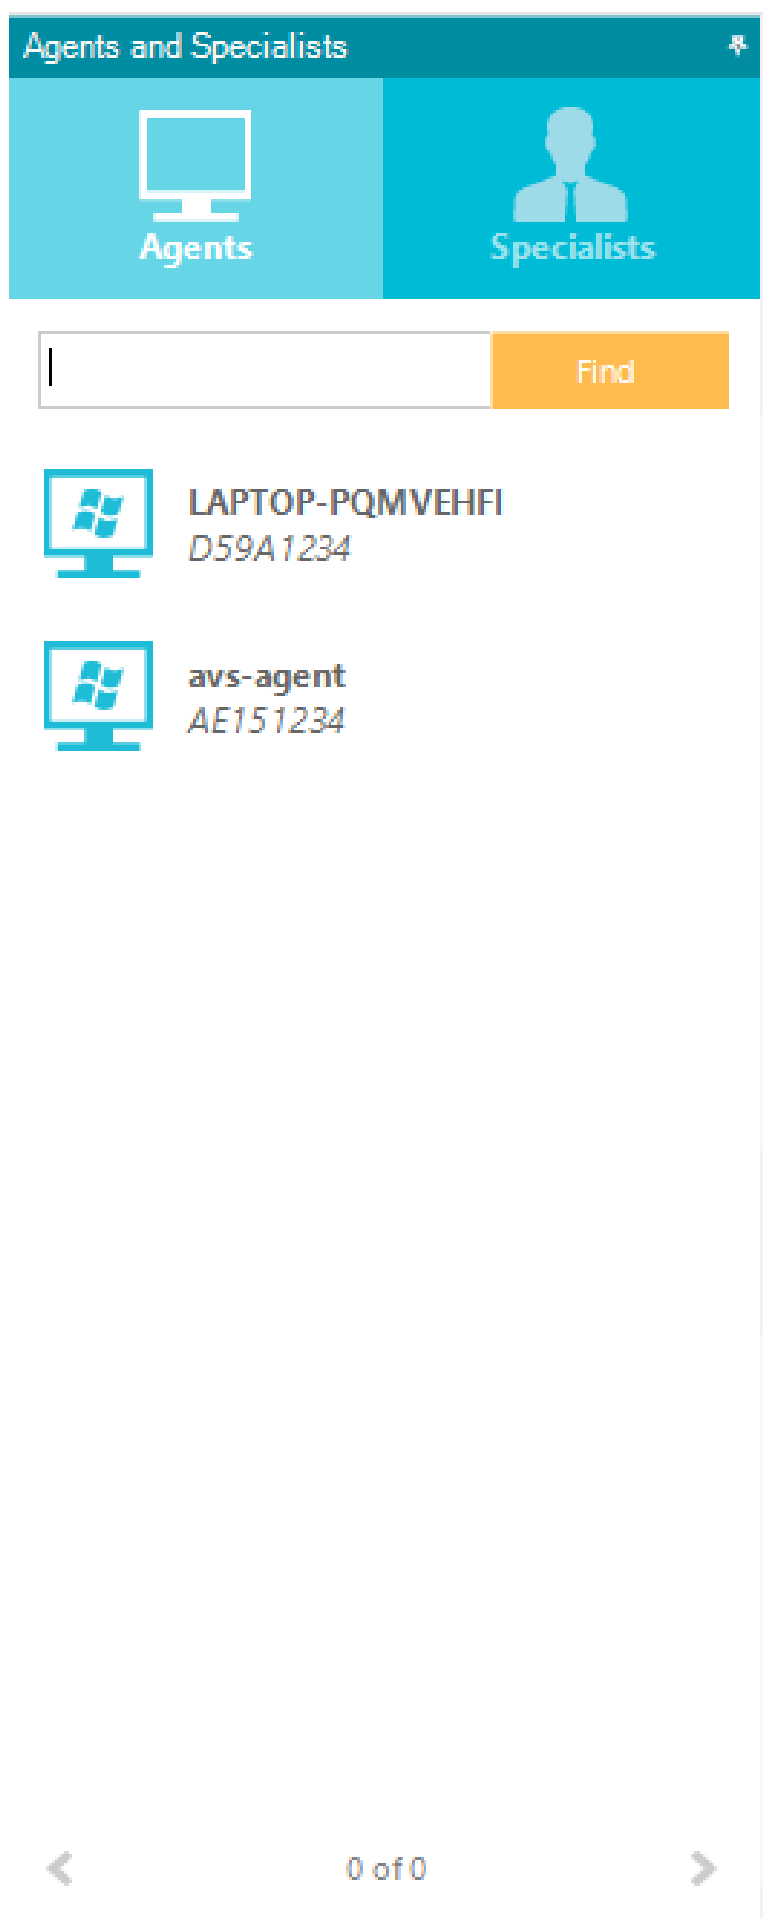 Agents and Specialists
Agents
Specialists
Find
LAPTOP-PQMVEHFI
D59A1234
avs-agent
AE151234
0 of 0